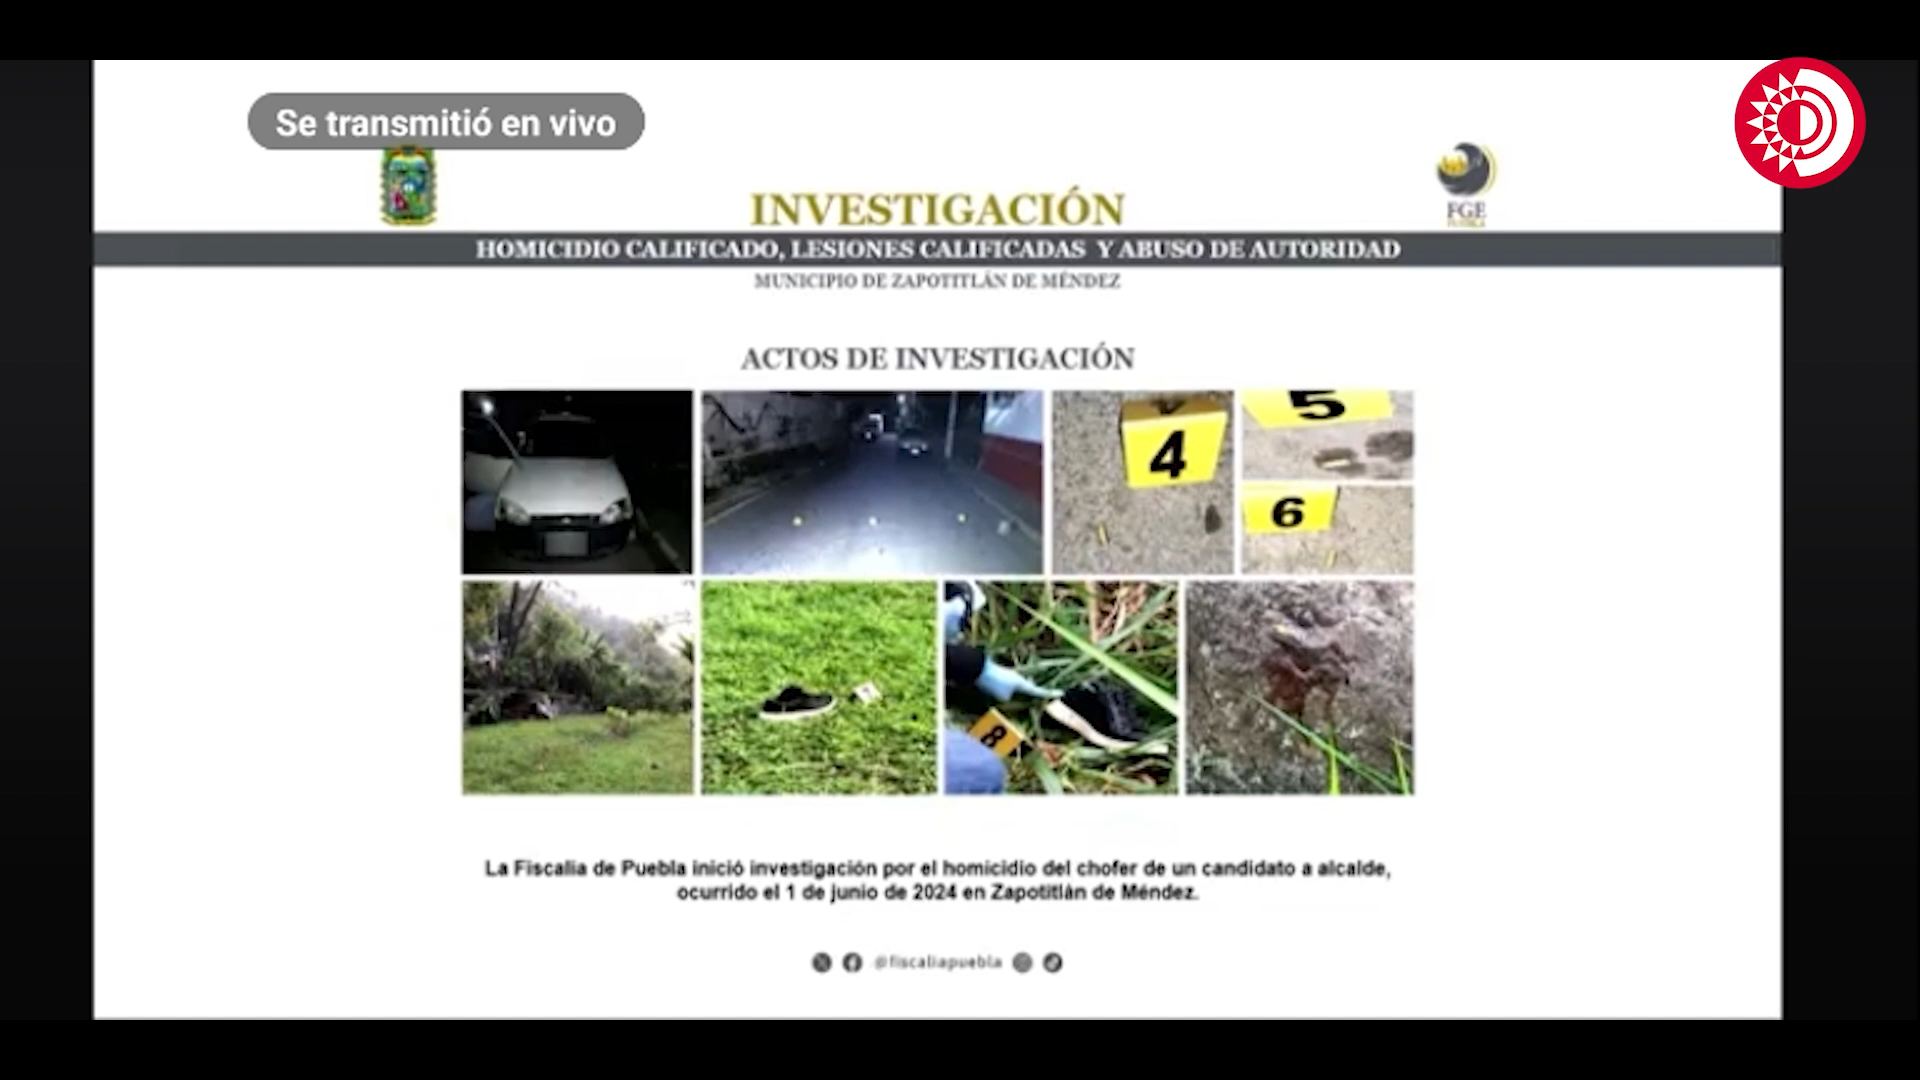 Se transmitió en vivo
INVESTIGACIÓN
FGE
PUEBLA
HOMICIDIO CALIFICADO, LESIONES CALIFICADAS Y ABUSO DE AUTORIDAD
MUNICIPIO DE ZAPOTITLÁN DE MÉNDEZ
ACTOS DE INVESTIGACIÓN
4
5
6
8
La Fiscalia de Puebla inició investigación por el homicidio del chofer de un candidato a alcalde,
ocurrido el 1 de junio de 2024 en Zapotitlán de Méndez.
@fiscaliapuebla